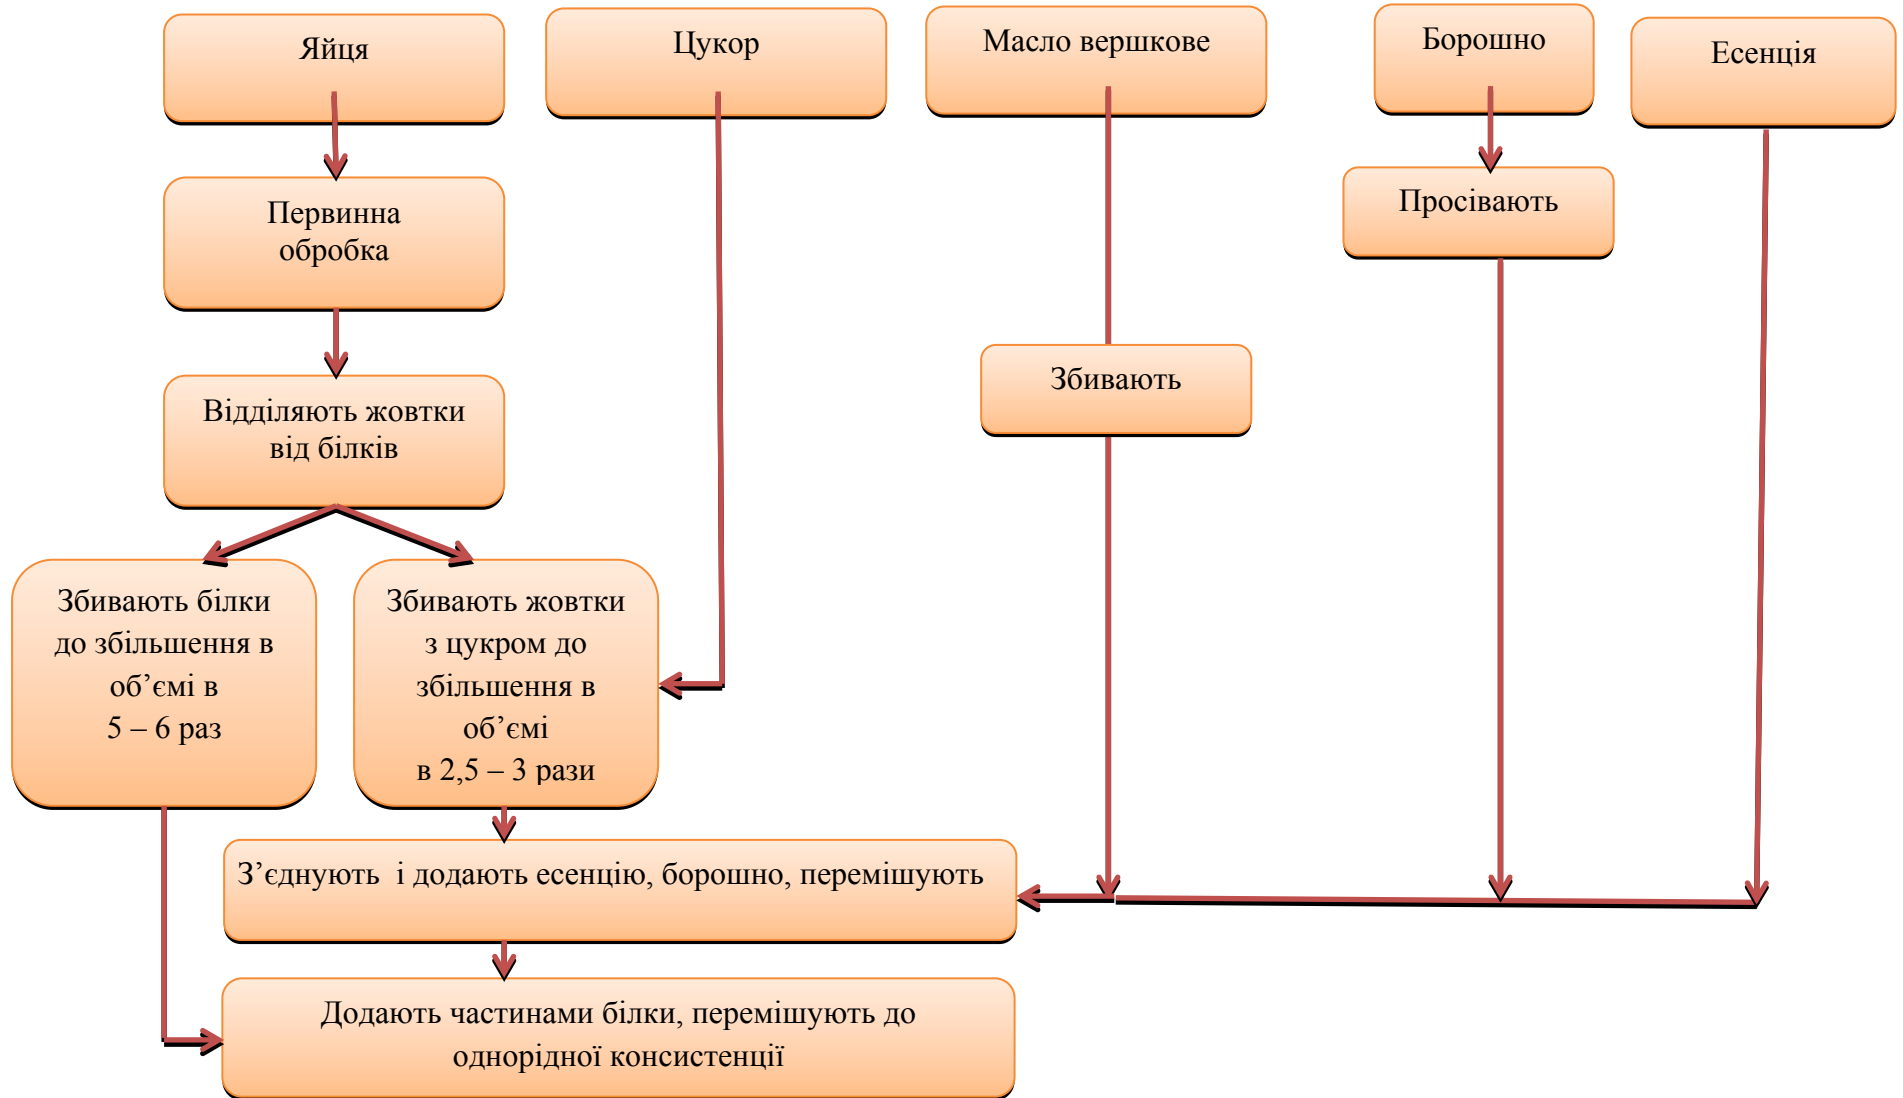 Яйця
Цукор
Масло вершкове
Борошно
Есенція
Первинна
обробка
Просівають
Збивають
Відділяють жовтки
від білків
Збивають білки
до збільшення в
об’ємі в
5 – 6 раз
Збивають жовтки
з цукром до
збільшення в
об’ємі
в 2,5 – 3 рази
З’єднують  і додають есенцію, борошно, перемішують
Додають частинами білки, перемішують до
однорідної консистенції